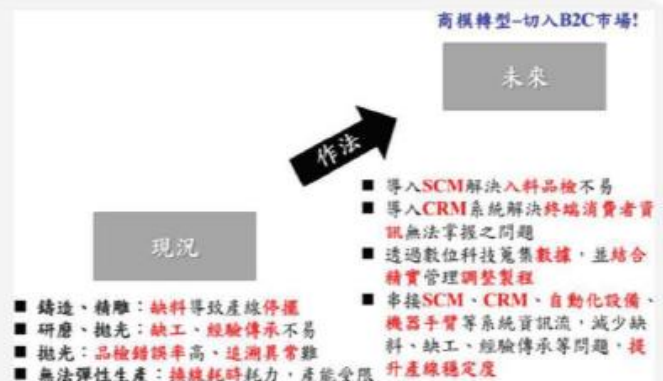 商模轉型–切入B2C市場!
未來
作法
現況
■ 鑄造、精雕：缺料導致產線停擺
■ 研磨、拋光：缺工、經驗傳承不易
■ 拋光：品檢錯誤率高、追溯異常難
■ 無法彈性生產：換線耗時耗力，產能受限
■ 導入SCM解決入料品檢不易
■ 導入CRM系統解決終端消費者資
訊無法掌握之問題
■ 透過數位科技蒐集數據，並結合
精實管理調整製程
■ 串接SCM、CRM、自動化設備、
機器手臂等系統資訊流，減少缺
料、缺工、經驗傳承等問題，提
升產線穩定度